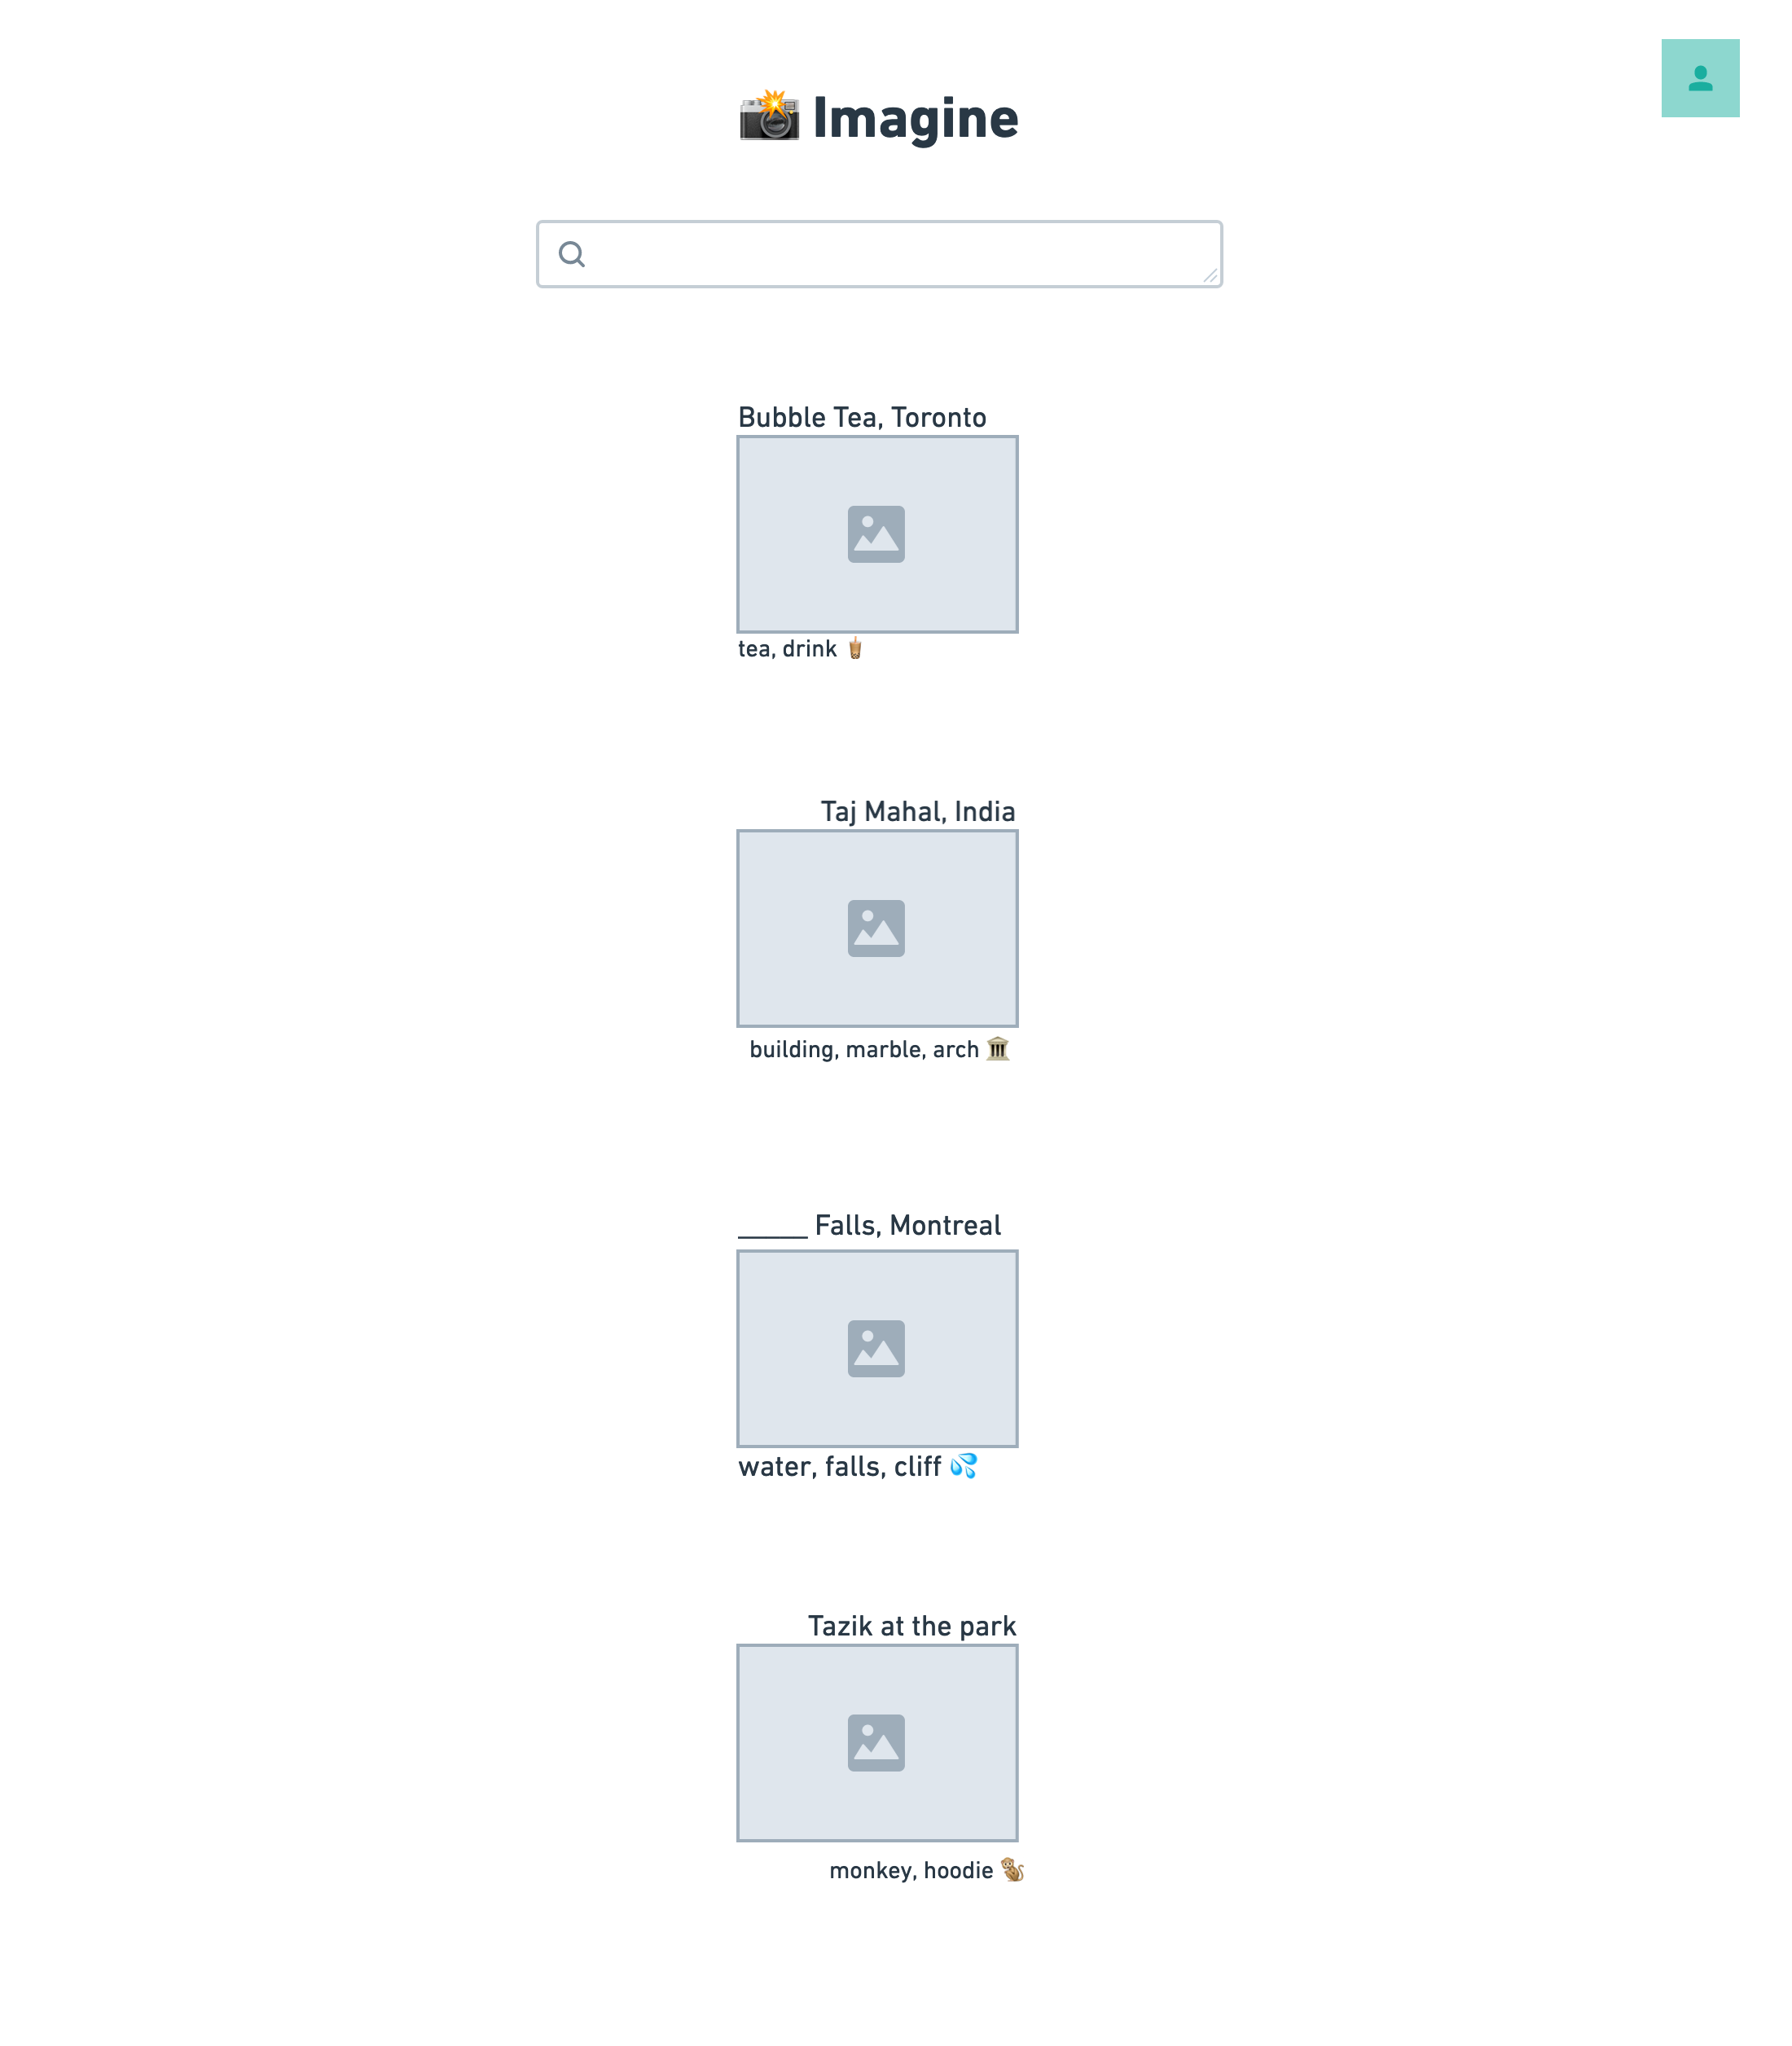 📸 Imagine
Bubble Tea, Toronto
tea, drink 🧋
Taj Mahal, India
building, marble, arch 🏛️
_____ Falls, Montreal
water, falls, cliff 💦
Tazik at the park
monkey, hoodie 🐒